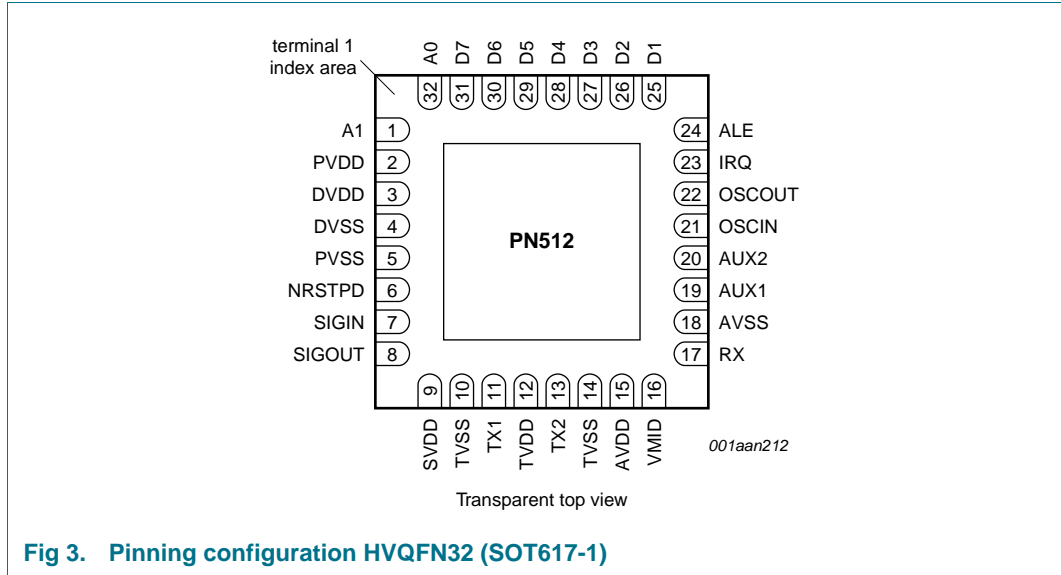 terminal 1
index area
A0 D7 D6 D5 D4 D3 D2 D1
32 31 30 29 28 27 26 25
A1 1 24 ALE
PVDD 2 23 IRQ
DVDD 3 22 OSCOUT
DVSS 4 21 OSCIN
PN512
PVSS 5 20 AUX2
NRSTPD 6 19 AUX1
SIGIN 7 18 AVSS
SIGOUT 8 17 RX
9 10 11 12 13 14 15 16
SVDD TVSS TX1 TVDD TX2 TVSS AVDD VMID
001aan212
Transparent top view
Fig 3. Pinning configuration HVQFN32 (SOT617-1)